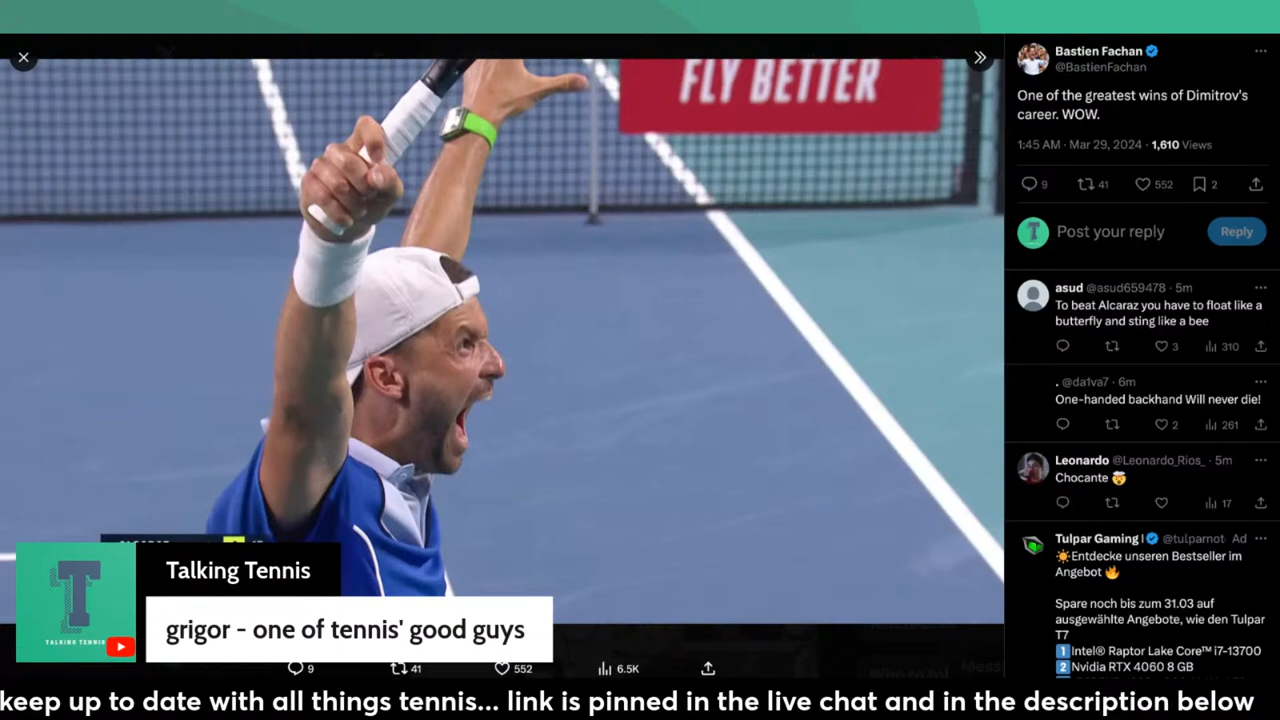 FLY BETTER
Bastien Fachan
@BastienFachan
One of the greatest wins of Dimitrov's
career. WOW.
1:45 AM · Mar 29, 2024 · 1,610 Views
9 41 552 2
Post your reply
Reply
asud @asud659478 · 5m
To beat Alcaraz you have to float like a
butterfly and sting like a bee
3 310
. @da1va7 · 6m
One-handed backhand Will never die!
2 261
Leonardo @Leonardo_Rios_ · 5m
Chocante 🤯
17
Tulpar Gaming | @tulparnot Ad
☀️Entdecke unseren Bestseller im
Angebot 🔥
Spare noch bis zum 31.03 auf
ausgewählte Angebote, wie den Tulpar
T7
1️⃣Intel® Raptor Lake Core™ i7-13700
2️⃣Nvidia RTX 4060 8 GB
T
TALKING TENNIS
Talking Tennis
grigor - one of tennis' good guys
9 41 552 6.5K
keep up to date with all things tennis... link is pinned in the live chat and in the description below